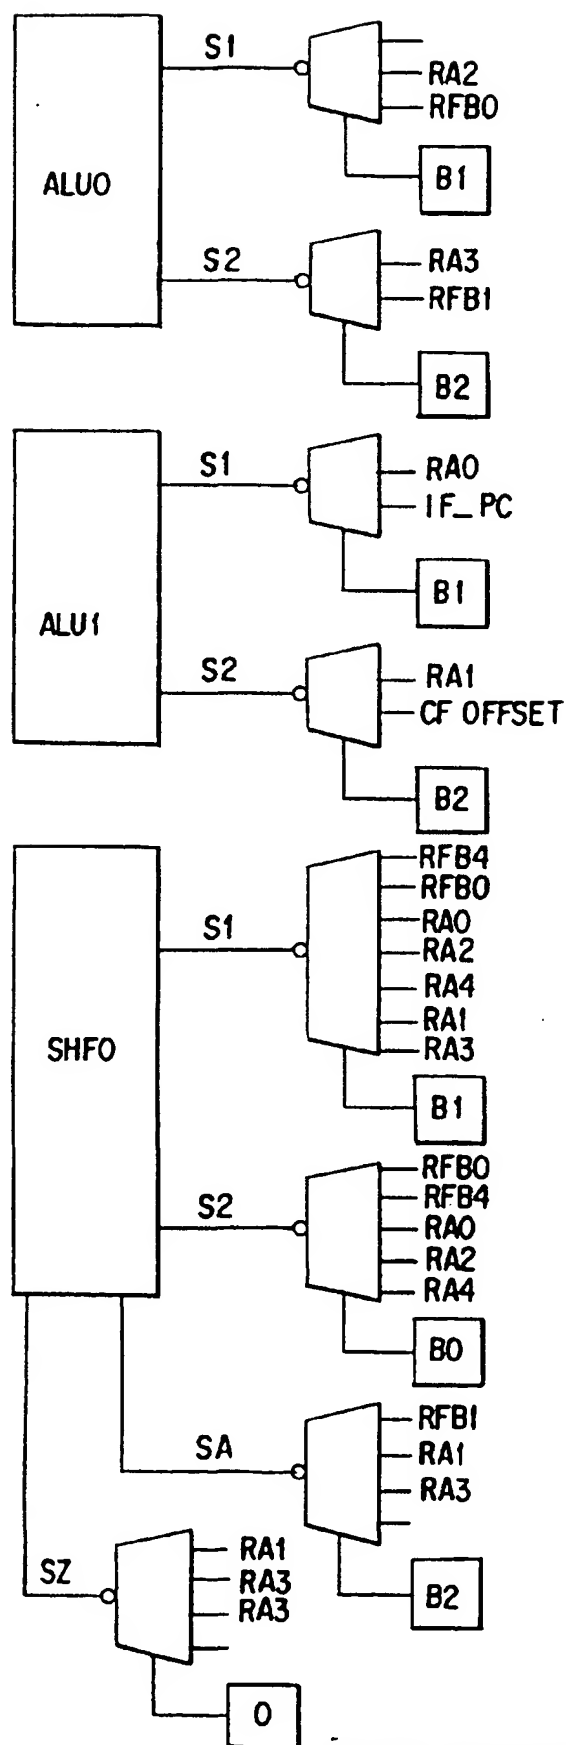 S1
RA2
RFB0
ALU0
B1
S2
RA3
RFB1
B2
S1
RA0
IF_PC
B1
ALU1
S2
RA1
CF OFFSET
B2
RFB4
RFB0
S1
RA0
RA2
RA4
RA1
SHF0
RA3
B1
RFB0
S2
RFB4
RA0
RA2
RA4
B0
RFB1
SA
RA1
RA3
RA1
SZ
RA3
RA3
B2
0